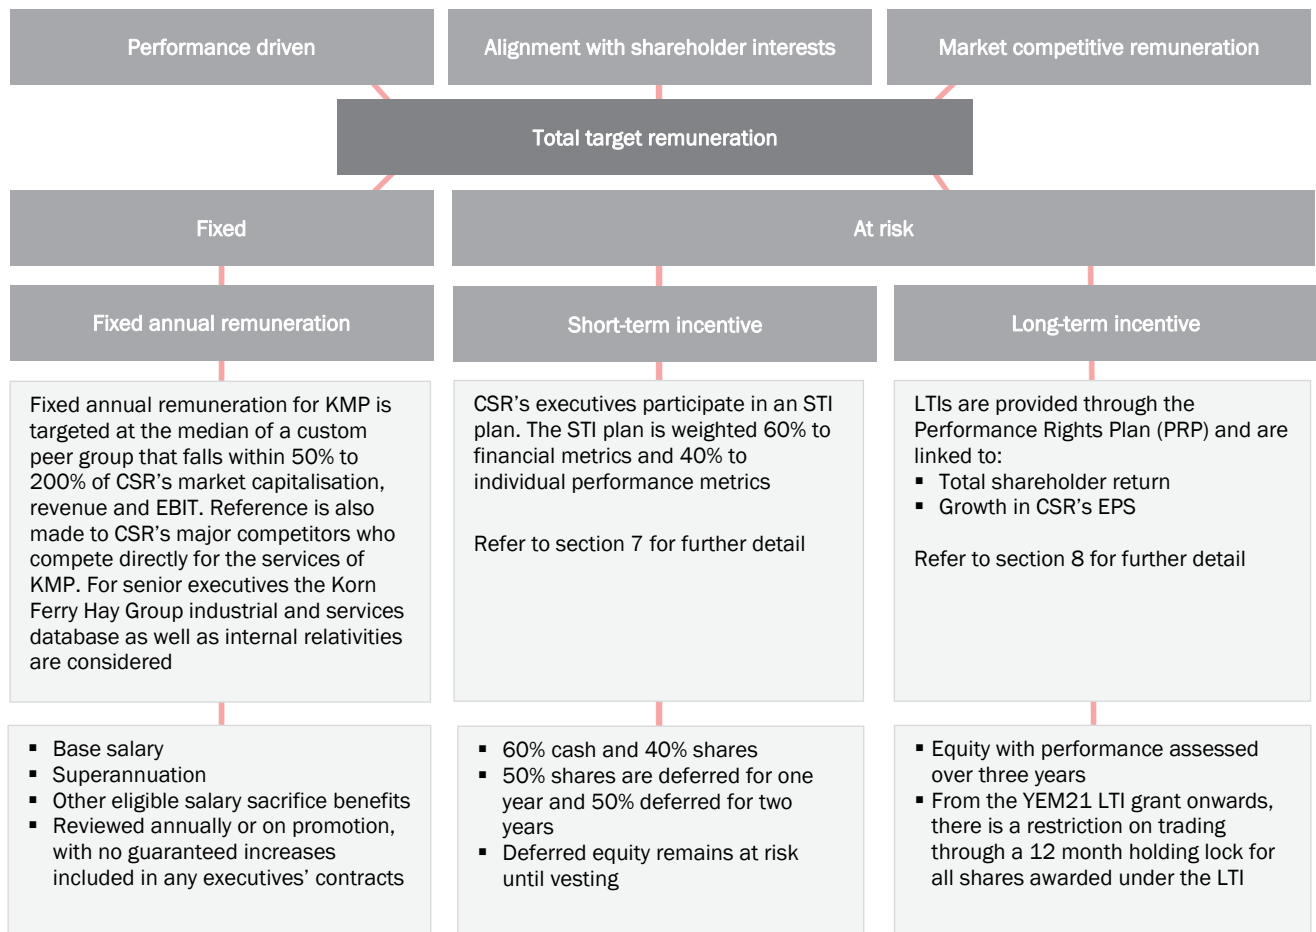 Performance driven
Alignment with shareholder interests
Market competitive remuneration
Total target remuneration
Fixed
At risk
Fixed annual remuneration
Short-term incentive
Long-term incentive
Fixed annual remuneration for KMP is
targeted at the median of a custom
peer group that falls within 50% to
200% of CSR’s market capitalisation,
revenue and EBIT. Reference is also
made to CSR’s major competitors who
compete directly for the services of
KMP. For senior executives the Korn
Ferry Hay Group industrial and services
database as well as internal relativities
are considered
CSR’s executives participate in an STI
plan. The STI plan is weighted 60% to
financial metrics and 40% to
individual performance metrics
Refer to section 7 for further detail
LTIs are provided through the
Performance Rights Plan (PRP) and are
linked to:
▪ Total shareholder return
▪ Growth in CSR’s EPS
Refer to section 8 for further detail
▪ Base salary
▪ Superannuation
▪ Other eligible salary sacrifice benefits
▪ Reviewed annually or on promotion,
with no guaranteed increases
included in any executives’ contracts
▪ 60% cash and 40% shares
▪ 50% shares are deferred for one
year and 50% deferred for two
years
▪ Deferred equity remains at risk
until vesting
▪ Equity with performance assessed
over three years
▪ From the YEM21 LTI grant onwards,
there is a restriction on trading
through a 12 month holding lock for
all shares awarded under the LTI